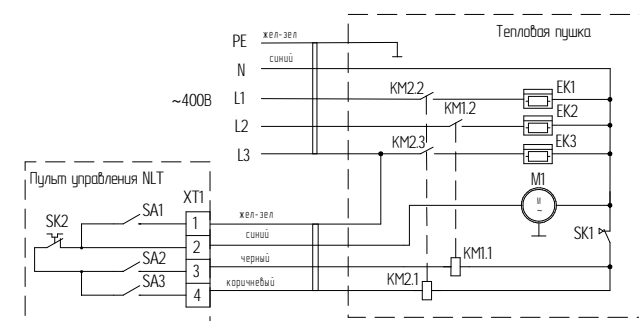 Тепловая пушка
PE
жел-зел
N
синий
~400В
L1
KM2.2
EK1
L2
KM1.2
EK2
L3
KM2.3
EK3
Пульт управления NLT
XT1
M1
M
~
SK2
SA1
1
жел-зел
2
синий
SK1
SA2
3
черный
KM1.1
SA3
4
коричневый
KM2.1